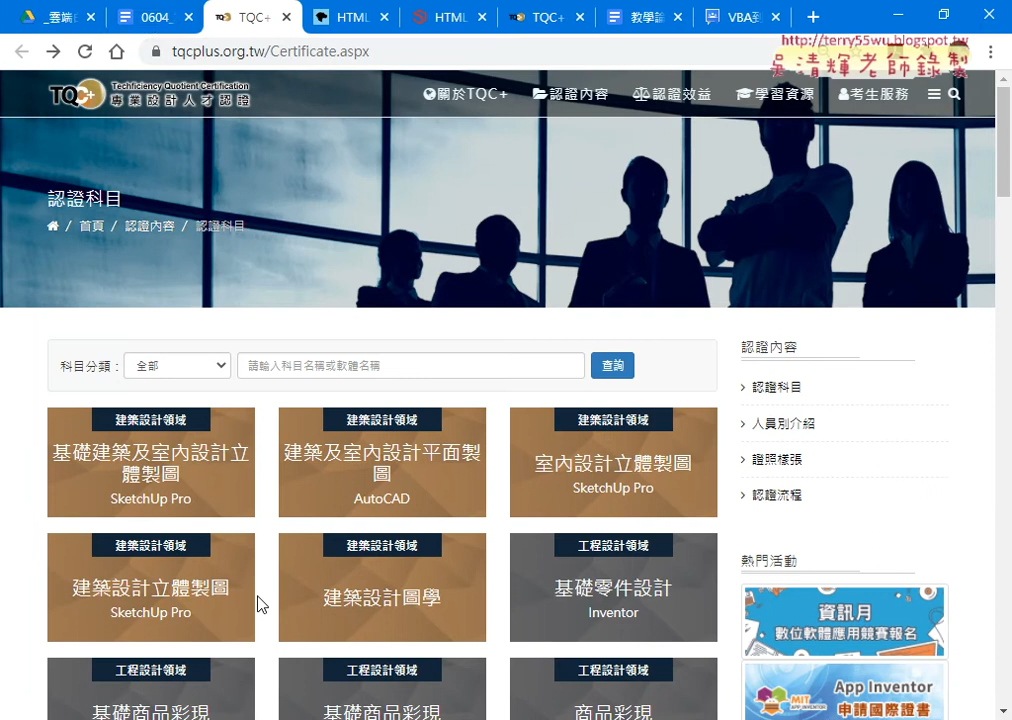 _雲端
0604_
TQC+
HTML
HTML
TQC+
教學論
VBA到
tqcplus.org.tw/Certificate.aspx
http://terry55wu.blogspot.tw
吳清輝老師錄製
TQC+ Techficiency Quotient Certification
專業設計人才認證
關於TQC+
認證內容
認證效益
學習資源
考生服務
認證科目
/ 首頁 / 認證內容 / 認證科目
科目分類：
全部
請輸入科目名稱或軟體名稱
查詢
建築設計領域
基礎建築及室內設計立
體製圖
SketchUp Pro
建築設計領域
建築及室內設計平面製
圖
AutoCAD
建築設計領域
室內設計立體製圖
SketchUp Pro
建築設計領域
建築設計立體製圖
SketchUp Pro
建築設計領域
建築設計圖學
工程設計領域
基礎零件設計
Inventor
工程設計領域
基礎商品彩現
工程設計領域
基礎商品彩現
工程設計領域
商品彩現
認證內容
認證科目
人員別介紹
證照樣張
認證流程
熱門活動
資訊月
數位軟體應用競賽報名
MIT
App Inventor
申請國際證書